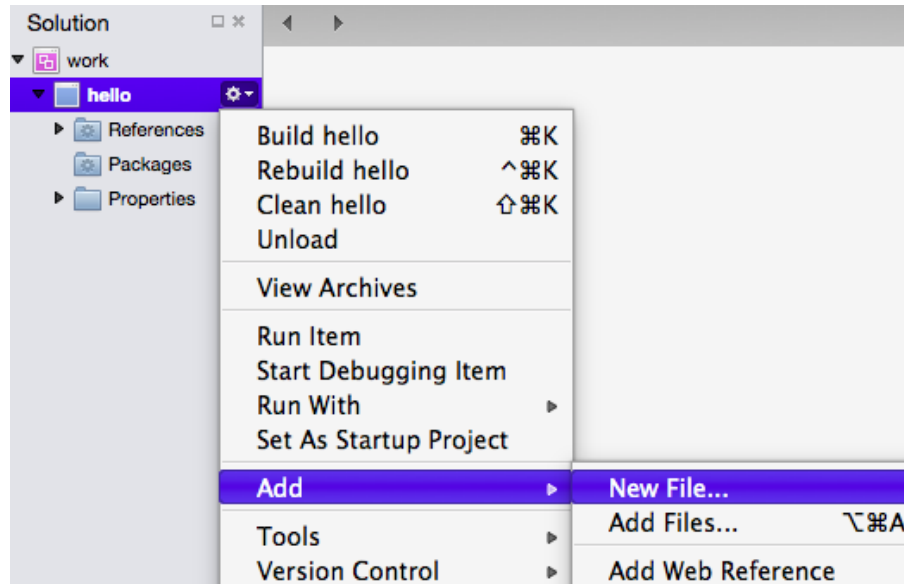 Solution
work
hello
References
Packages
Properties
Build hello ⌘K
Rebuild hello ^⌘K
Clean hello ⇧⌘K
Unload
View Archives
Run Item
Start Debugging Item
Run With
Set As Startup Project
Add
Tools
Version Control
New File...
Add Files... ⌥⌘A
Add Web Reference